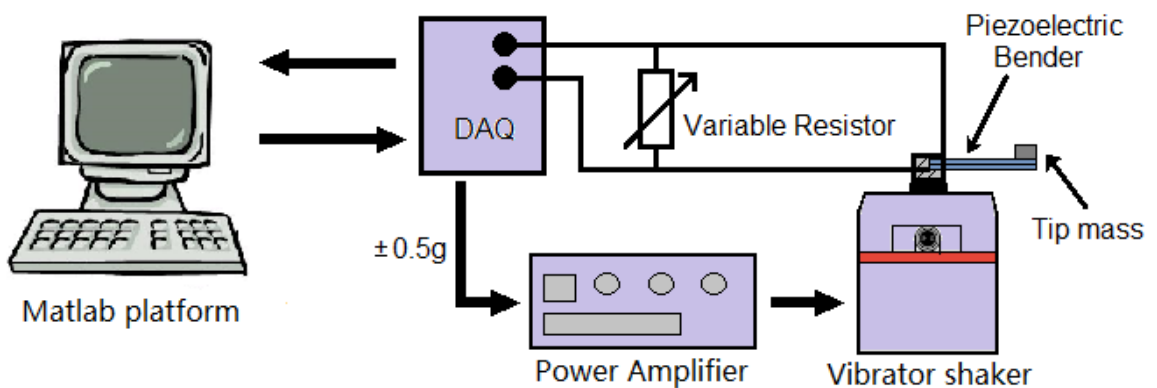 Piezoelectric
Bender
DAQ
Variable Resistor
Tip mass
±0.5g
Matlab platform
Power Amplifier
Vibrator shaker